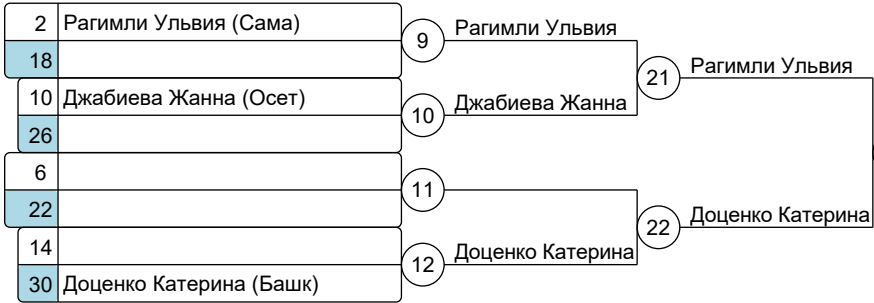 2 Рагимли Ульвия (Сама)
18
10 Джабиева Жанна (Осет)
26
6
22
14
30 Доценко Катерина (Башк)
9 Рагимли Ульвия
10 Джабиева Жанна
11
12 Доценко Катерина
21 Рагимли Ульвия
22 Доценко Катерина